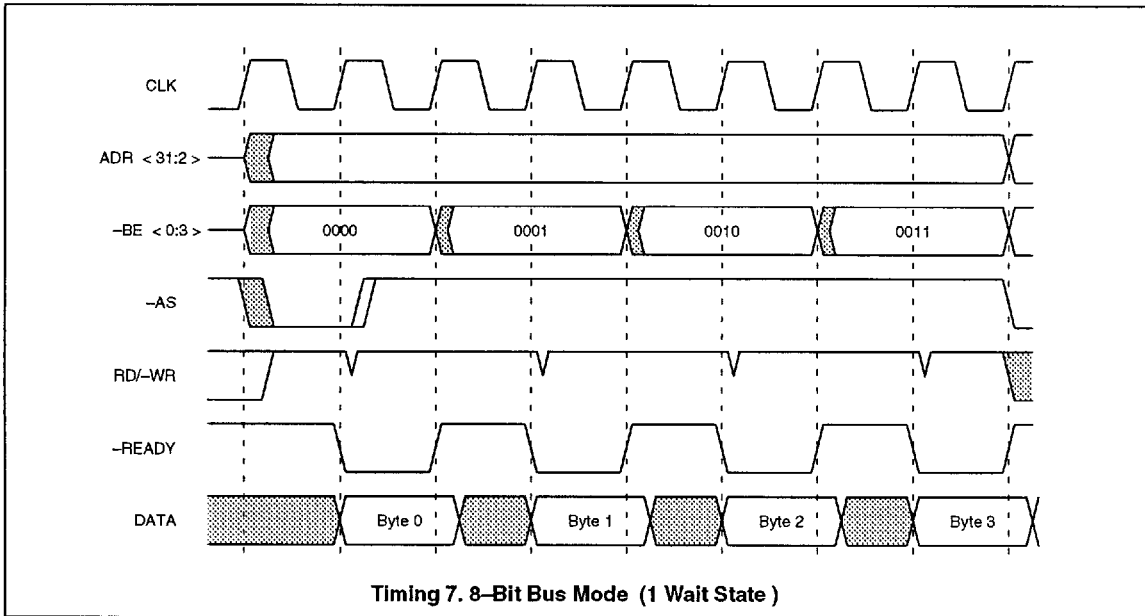 CLK
ADR < 31:2 >
–BE < 0:3 >
0000
0001
0010
0011
–AS
RD/–WR
–READY
DATA
Byte 0
Byte 1
Byte 2
Byte 3
Timing 7. 8–Bit Bus Mode (1 Wait State )